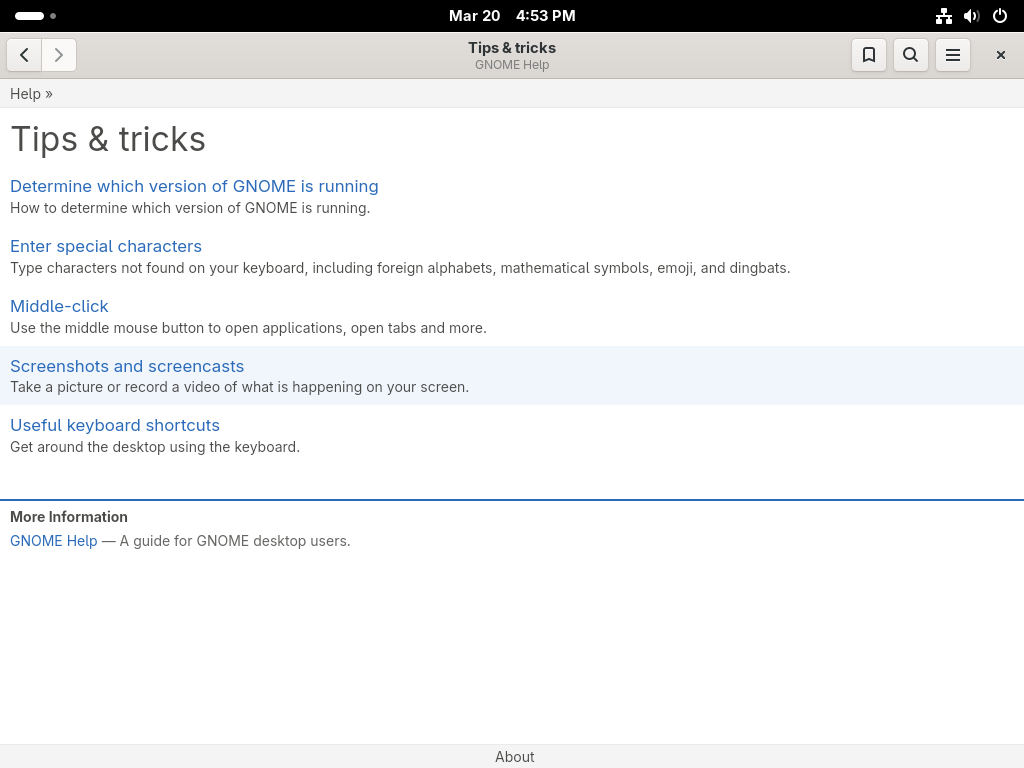 Mar 20 4:53 PM
Tips & tricks
GNOME Help
Help »
Tips & tricks
Determine which version of GNOME is running
How to determine which version of GNOME is running.
Enter special characters
Type characters not found on your keyboard, including foreign alphabets, mathematical symbols, emoji, and dingbats.
Middle-click
Use the middle mouse button to open applications, open tabs and more.
Screenshots and screencasts
Take a picture or record a video of what is happening on your screen.
Useful keyboard shortcuts
Get around the desktop using the keyboard.
More Information
GNOME Help — A guide for GNOME desktop users.
About